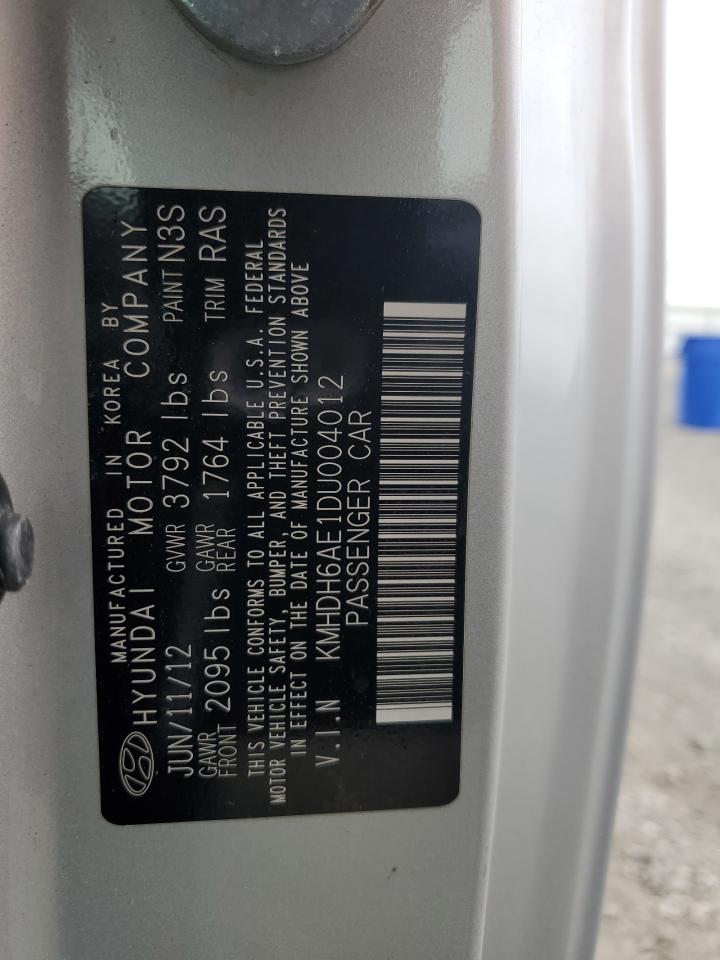 MANUFACTURED IN KOREA BY
HYUNDAI MOTOR COMPANY
JUN/11/12 GVWR 3792 lbs PAINT N3S
GAWR FRONT 2095 lbs GAWR REAR 1764 lbs TRIM RAS
THIS VEHICLE CONFORMS TO ALL APPLICABLE U.S.A. FEDERAL
MOTOR VEHICLE SAFETY, BUMPER, AND THEFT PREVENTION STANDARDS
IN EFFECT ON THE DATE OF MANUFACTURE SHOWN ABOVE
V.I.N KMHDH6AE1DU004012
PASSENGER CAR